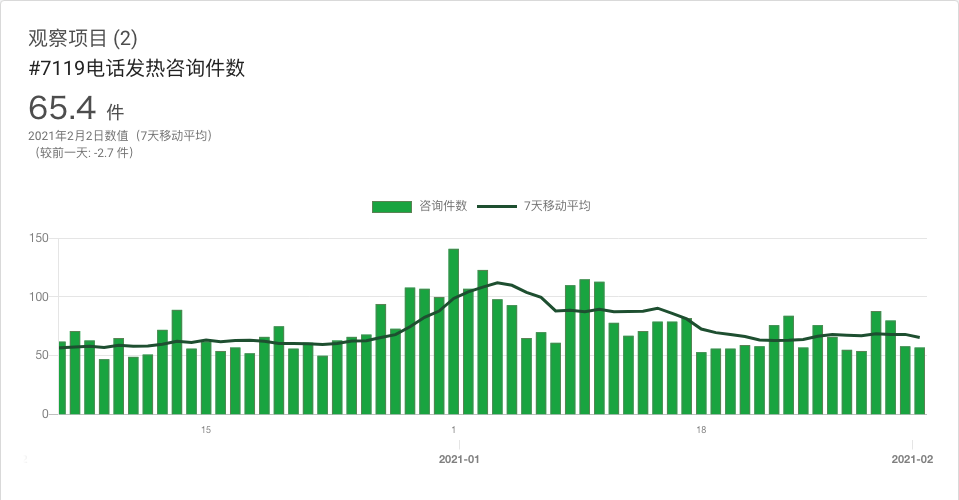 观察项目 (2)
#7119电话发热咨询件数
65.4 件
2021年2月2日数值（7天移动平均）
（较前一天: -2.7 件）
咨询件数 7天移动平均
150
100
50
0
15 1 18
2021-01 2021-02